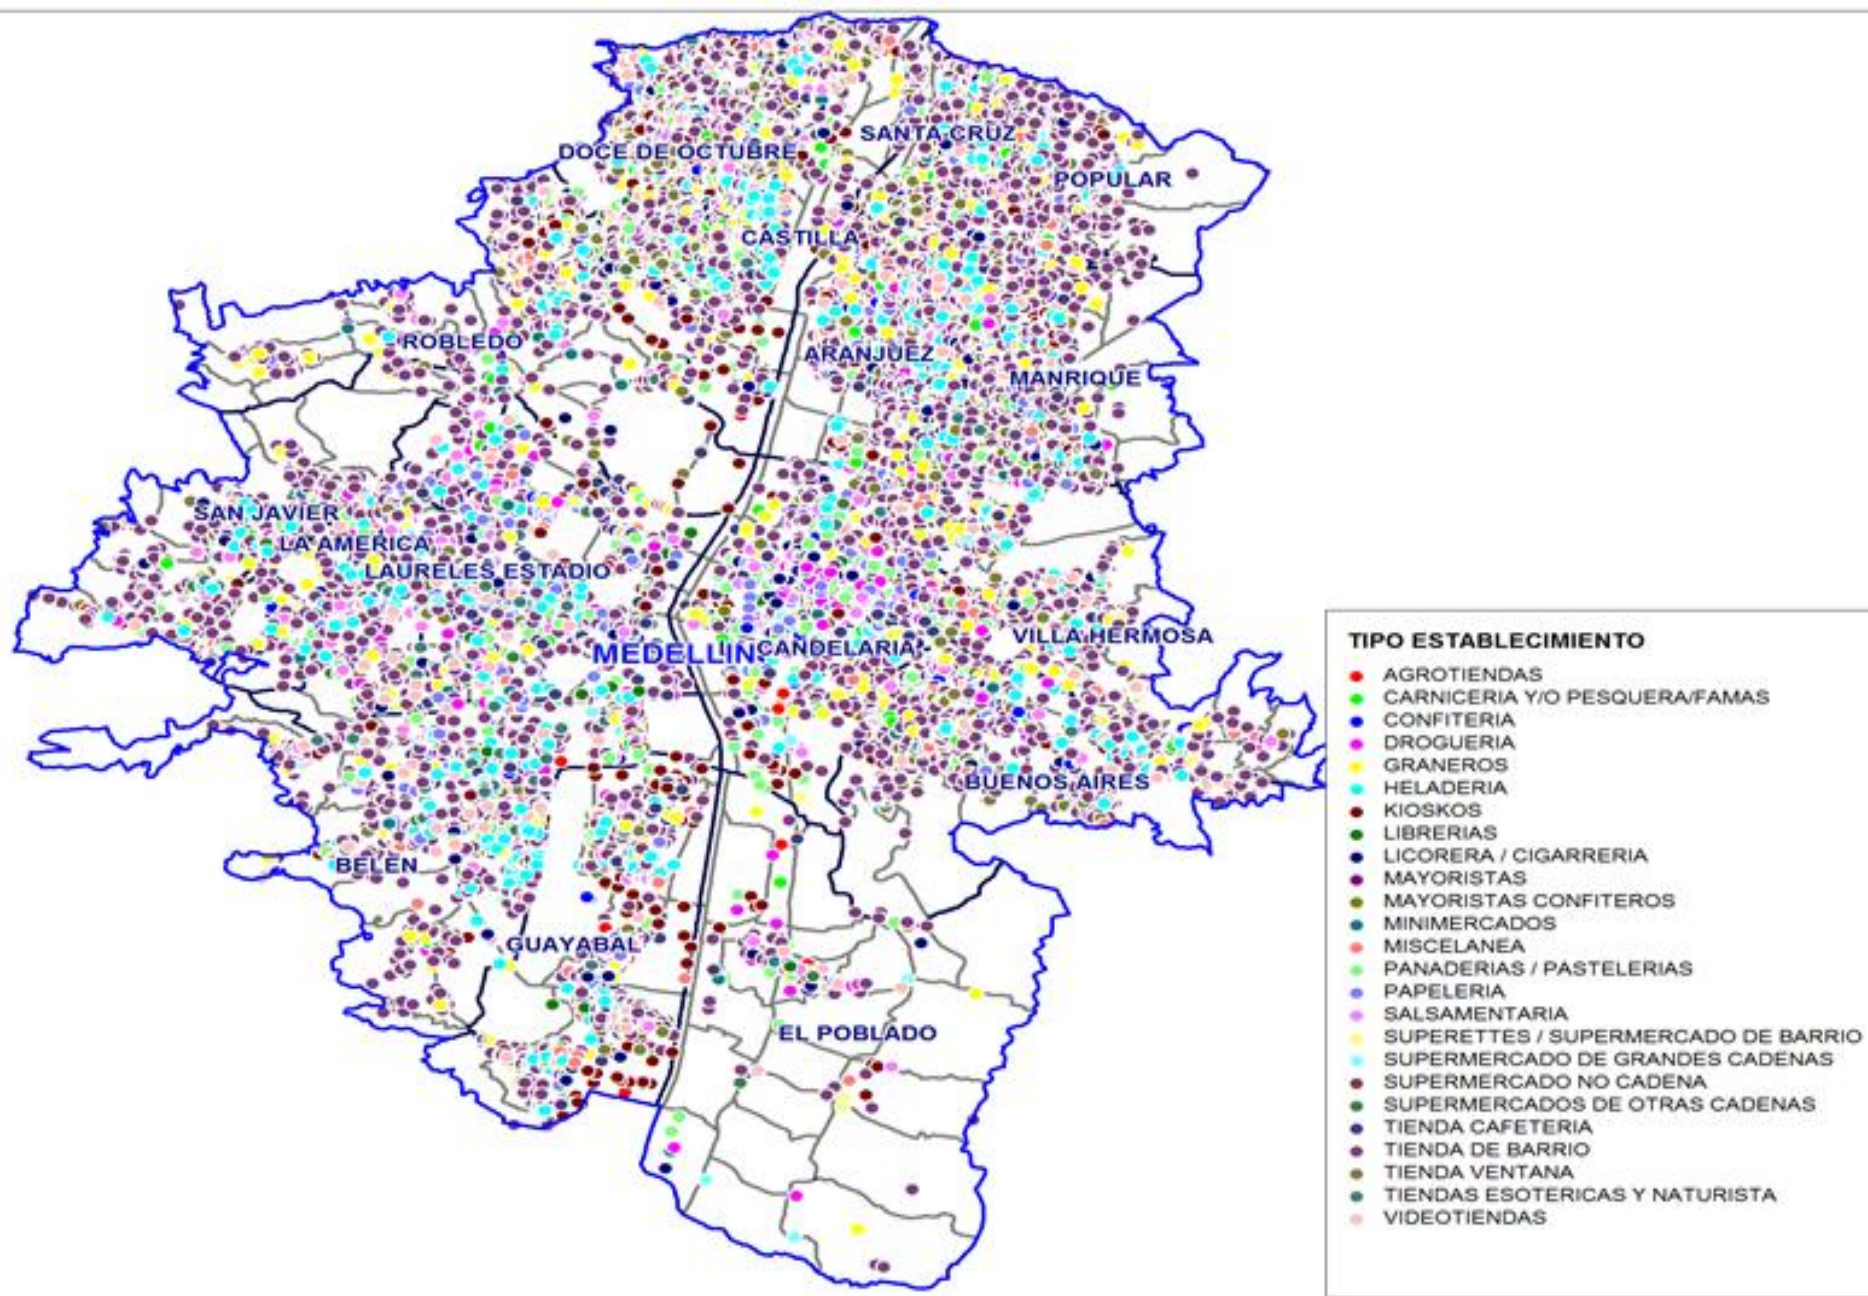 SANTA CRUZ
DOCE DE OCTUBRE
POPULAR
CASTILLA
ROBLEDO
ARANJUEZ
MANRIQUE
SAN JAVIER
LA AMERICA
LAURELES ESTADIO
VILLA HERMOSA
MEDELLIN
CANDELARIA
BUENOS AIRES
BELEN
GUAYABAL
EL POBLADO
TIPO ESTABLECIMIENTO
AGROTIENDAS
CARNICERIA Y/O PESQUERA/FAMAS
CONFITERIA
DROGUERIA
GRANEROS
HELADERIA
KIOSKOS
LIBRERIAS
LICORERA / CIGARRERIA
MAYORISTAS
MAYORISTAS CONFITEROS
MINIMERCADOS
MISCELANEA
PANADERIAS / PASTELERIAS
PAPELERIA
SALSAMENTARIA
SUPERETTES / SUPERMERCADO DE BARRIO
SUPERMERCADO DE GRANDES CADENAS
SUPERMERCADO NO CADENA
SUPERMERCADOS DE OTRAS CADENAS
TIENDA CAFETERIA
TIENDA DE BARRIO
TIENDA VENTANA
TIENDAS ESOTERICAS Y NATURISTA
VIDEOTIENDAS